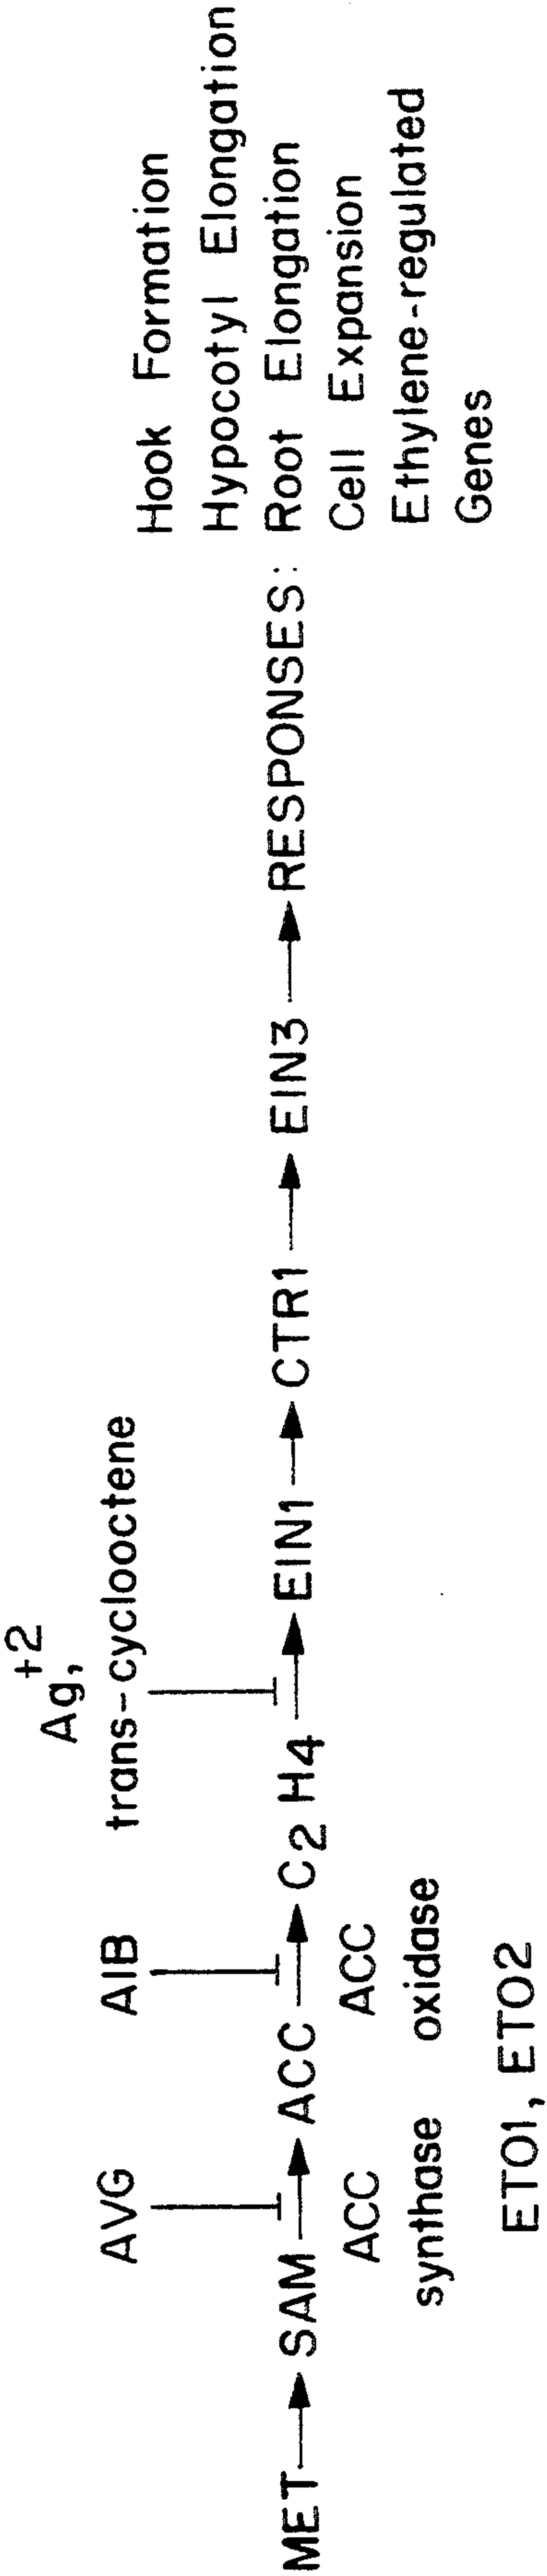 Ag,+2
AVG AIB trans-cyclooctene
MET SAM ACC C2H4 EIN1 CTR1 EIN3 RESPONSES:
ACC synthase
ACC oxidase
ETO1, ETO2
Hook Formation
Hypocotyl Elongation
Root Elongation
Cell Expansion
Ethylene-regulated
Genes